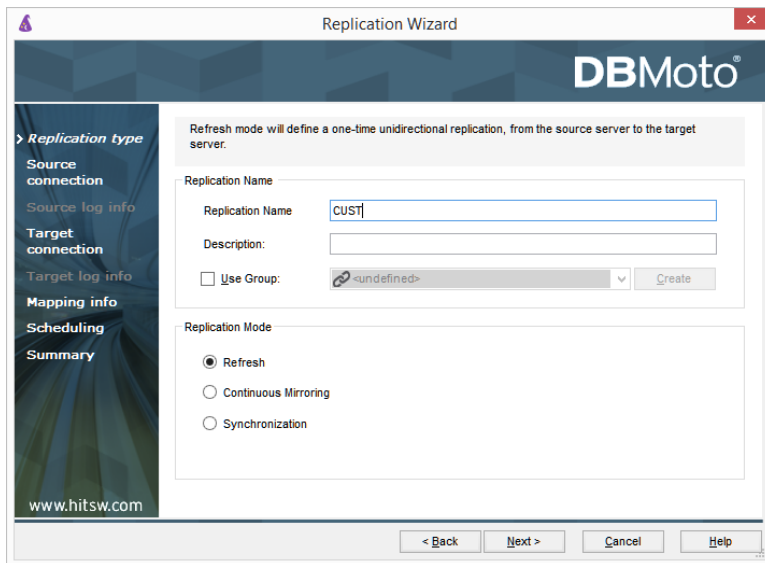 Replication Wizard
DBMoto®
Replication type
Source
connection
Source log info
Target
connection
Target log info
Mapping info
Scheduling
Summary
www.hitsw.com
Refresh mode will define a one-time unidirectional replication, from the source server to the target
server.
Replication Name
Replication Name CUST
Description:
Use Group: <undefined> Create
Replication Mode
Refresh
Continuous Mirroring
Synchronization
< Back Next > Cancel Help